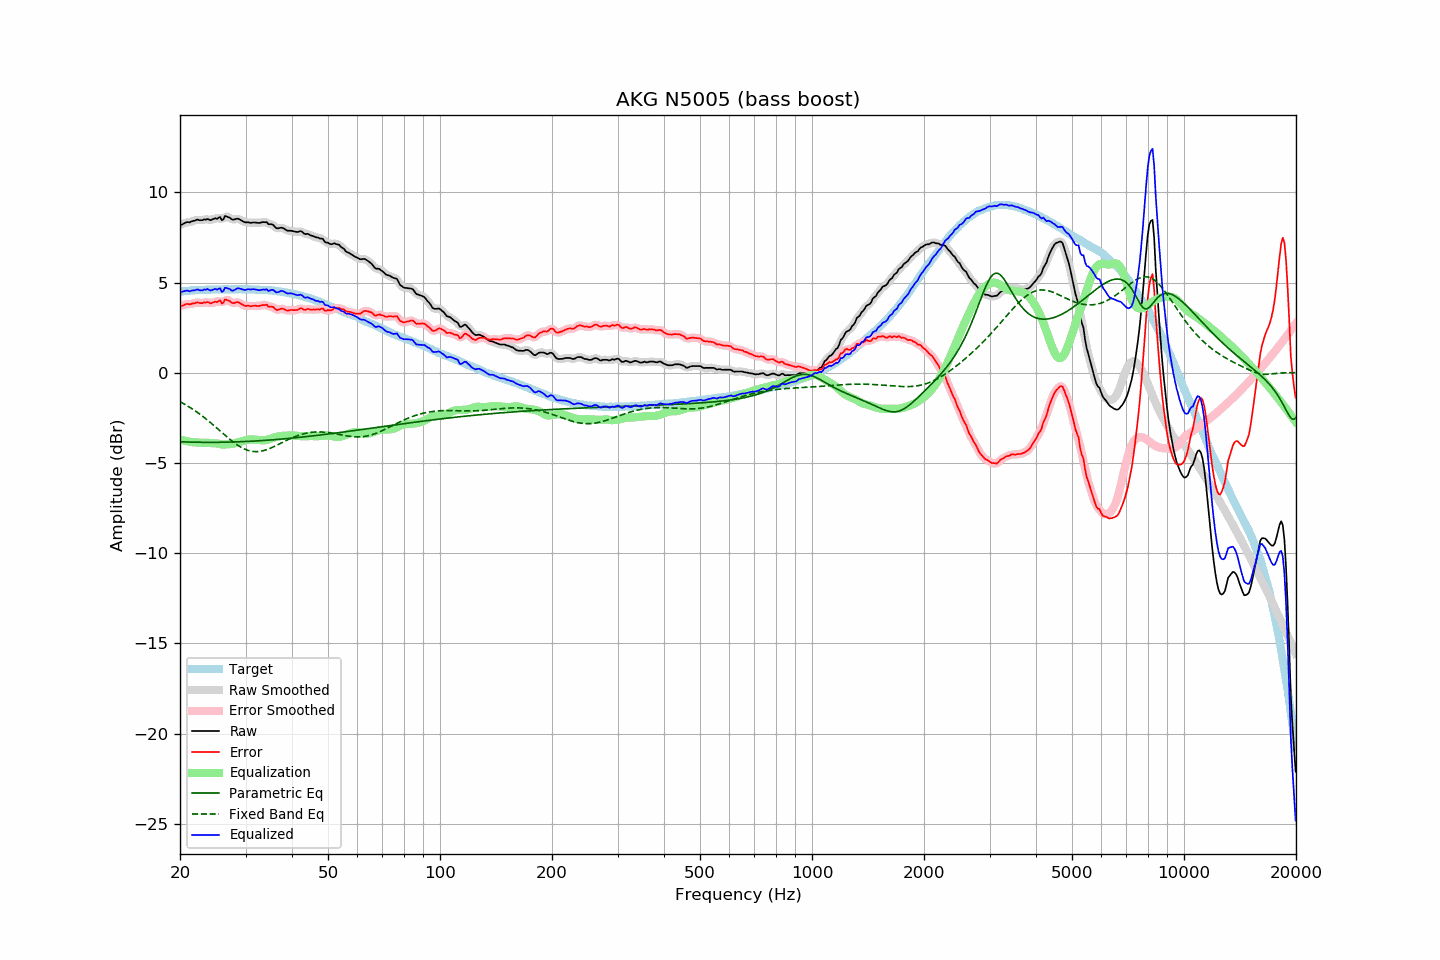 AKG N5005 (bass boost)
Amplitude (dBr)
10
5
0
−5
−10
−15
−20
−25
Target
Raw Smoothed
Error Smoothed
Raw
Error
Equalization
Parametric Eq
Fixed Band Eq
Equalized
20 50 100 200 500 1000 2000 5000 10000 20000
Frequency (Hz)